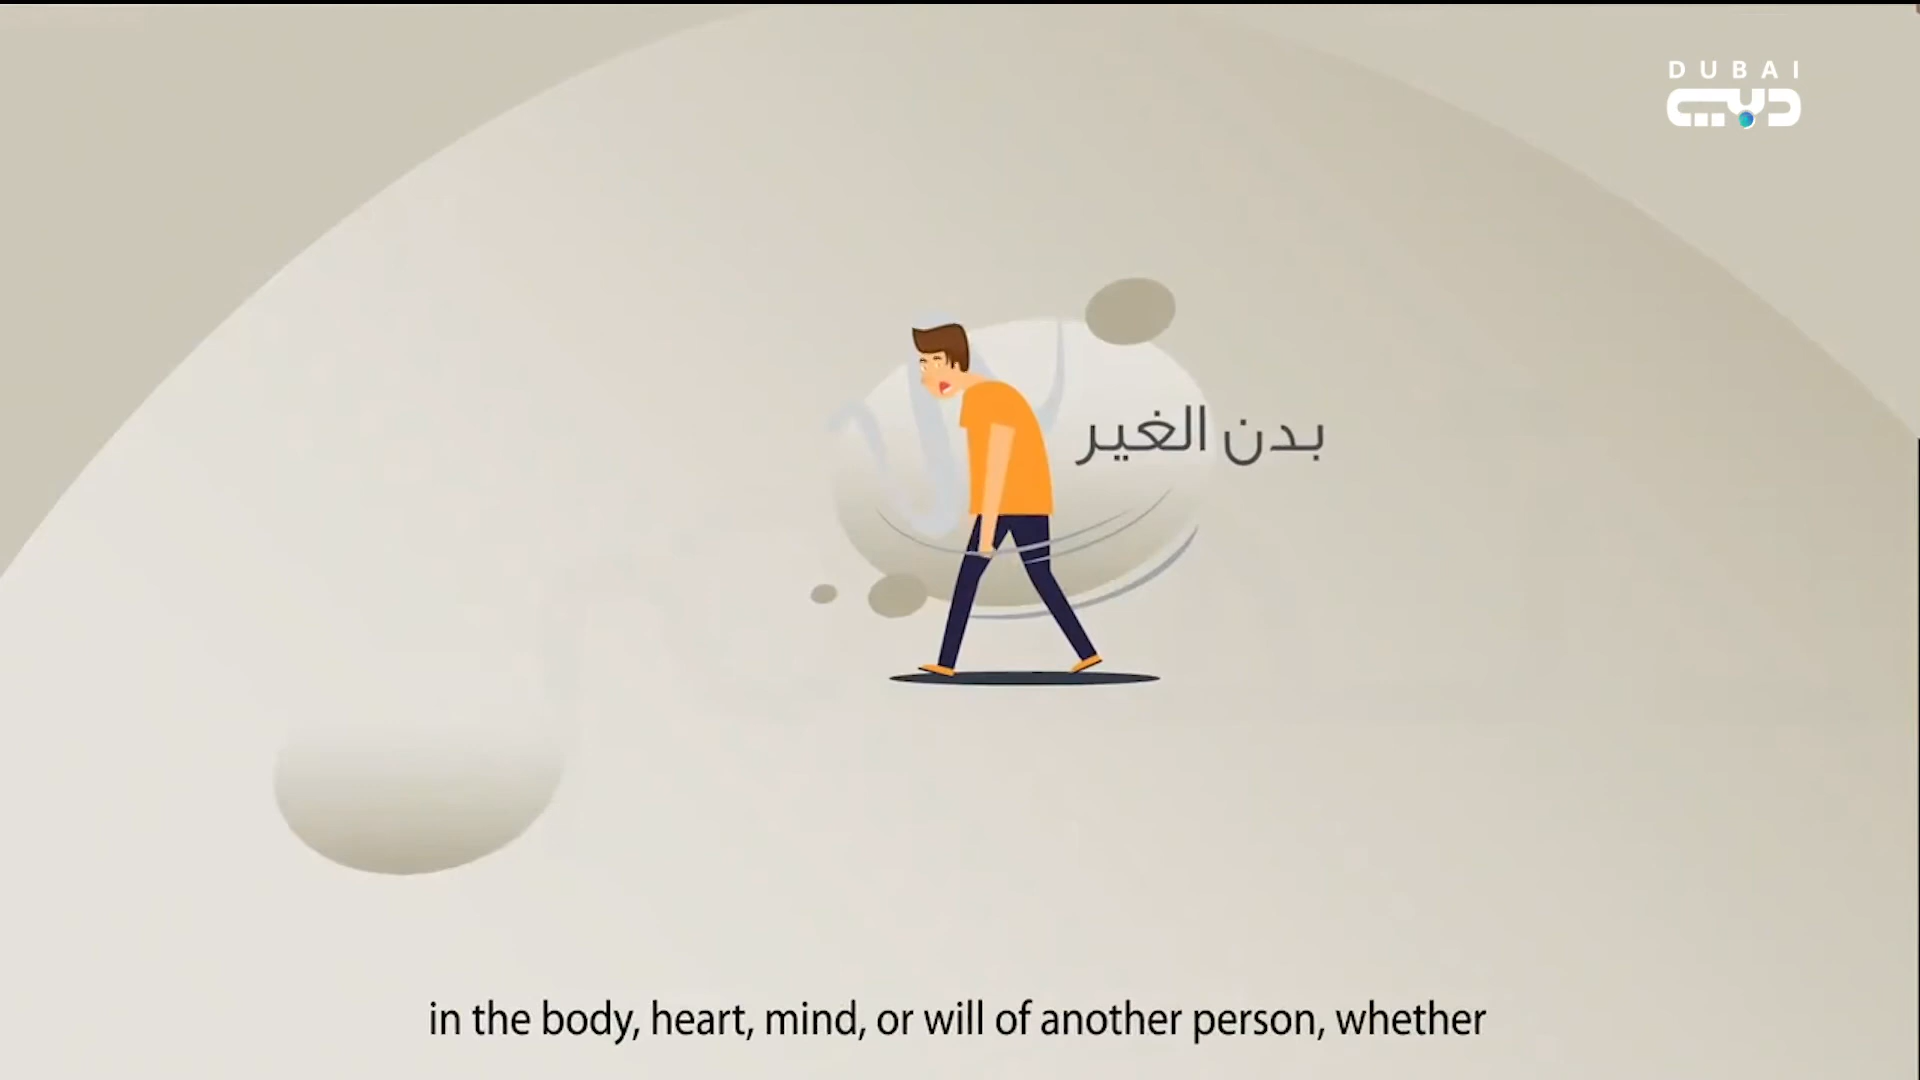 DUBAI
دبي
بدن الغير
in the body, heart, mind, or will of another person, whether